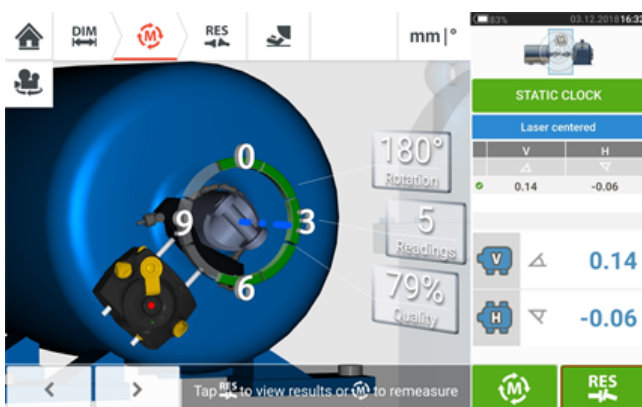 DIM
M
RES
mm|°
83%
03.12.2018 16:32
STATIC CLOCK
Laser centered
V H
0.14 -0.06
0
3
6
9
180°
Rotation
5
Readings
79%
Quality
V 0.14
H -0.06
Tap RES to view results or M to remeasure
M
RES